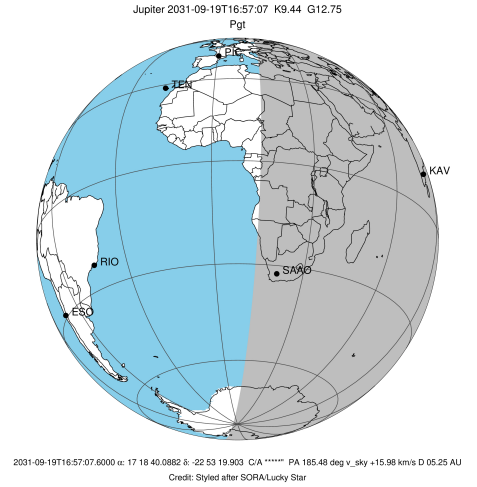 Jupiter 2031-09-19T16:57:07 K9.44 G12.75
Pgt
PIC
TEN
KAV
RIO
SAAO
ESO
2031-09-19T16:57:07.6000 α: 17 18 40.0882 δ: -22 53 19.903 C/A *****" PA 185.48 deg v_sky +15.98 km/s D 05.25 AU
Credit: Styled after SORA/Lucky Star